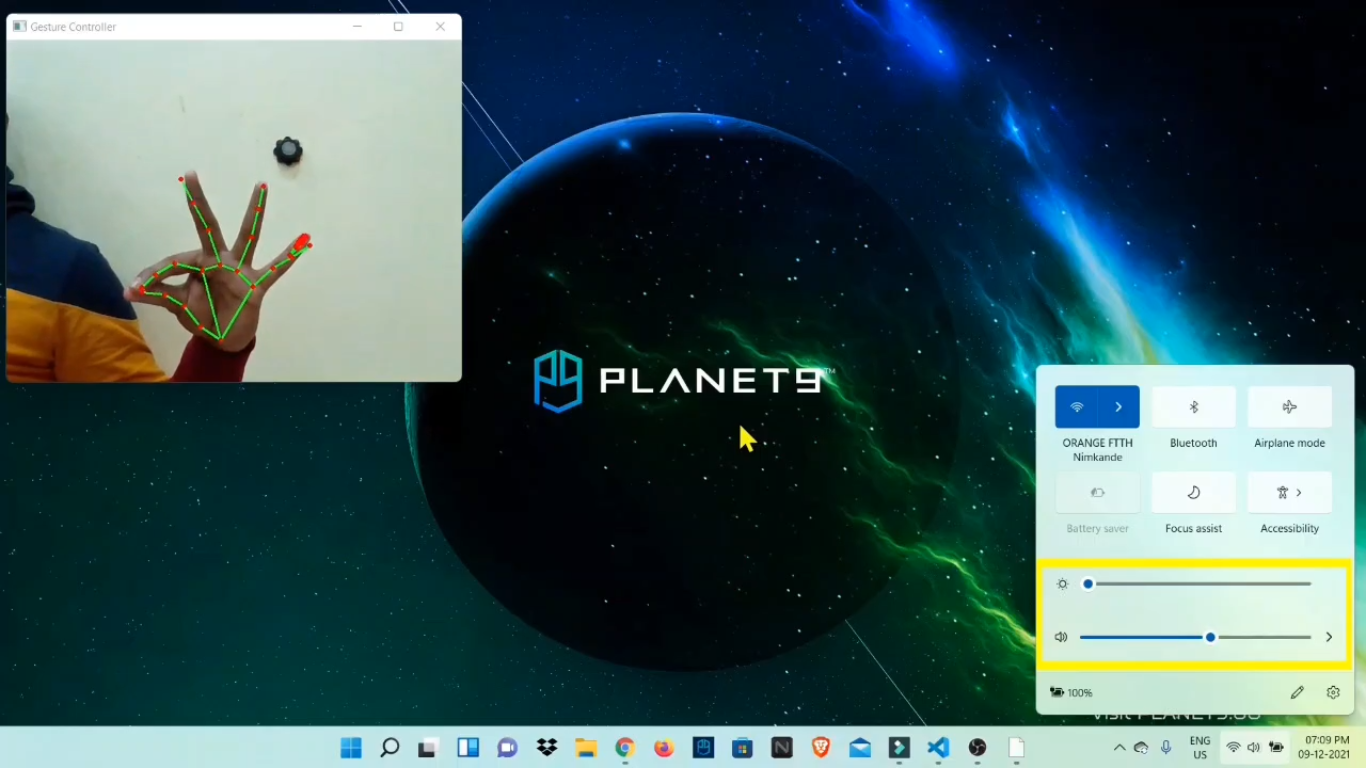 Gesture Controller
PLANET9™
ORANGE FTTH
Nimkande
Bluetooth
Airplane mode
Battery saver
Focus assist
Accessibility
100%
Visit PLANET9.GG
ENG
US
07:09 PM
09-12-2021